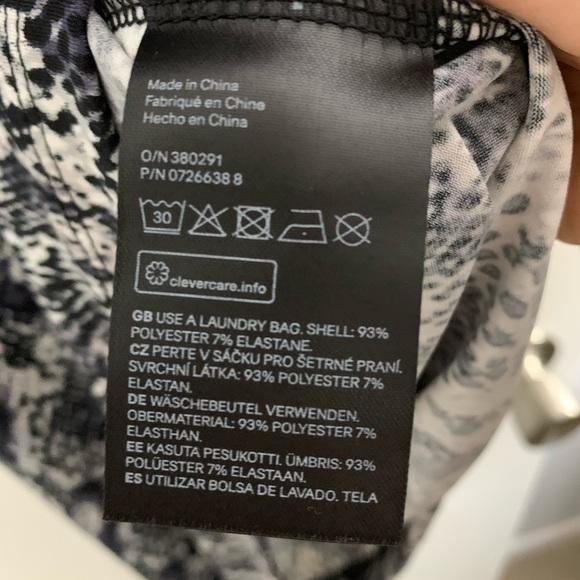 Made in China
Fabriqué en Chine
Hecho en China
O/N 380291
P/N 0726638 8
30
clevercare.info
GB USE A LAUNDRY BAG. SHELL: 93%
POLYESTER 7% ELASTANE.
CZ PERTE V SÁČKU PRO ŠETRNÉ PRANÍ.
SVRCHNÍ LÁTKA: 93% POLYESTER 7%
ELASTAN.
DE WÄSCHEBEUTEL VERWENDEN.
OBERMATERIAL: 93% POLYESTER 7%
ELASTHAN.
EE KASUTA PESUKOTTI. ÜMBRIS: 93%
POLÜESTER 7% ELASTAAN.
ES UTILIZAR BOLSA DE LAVADO. TELA